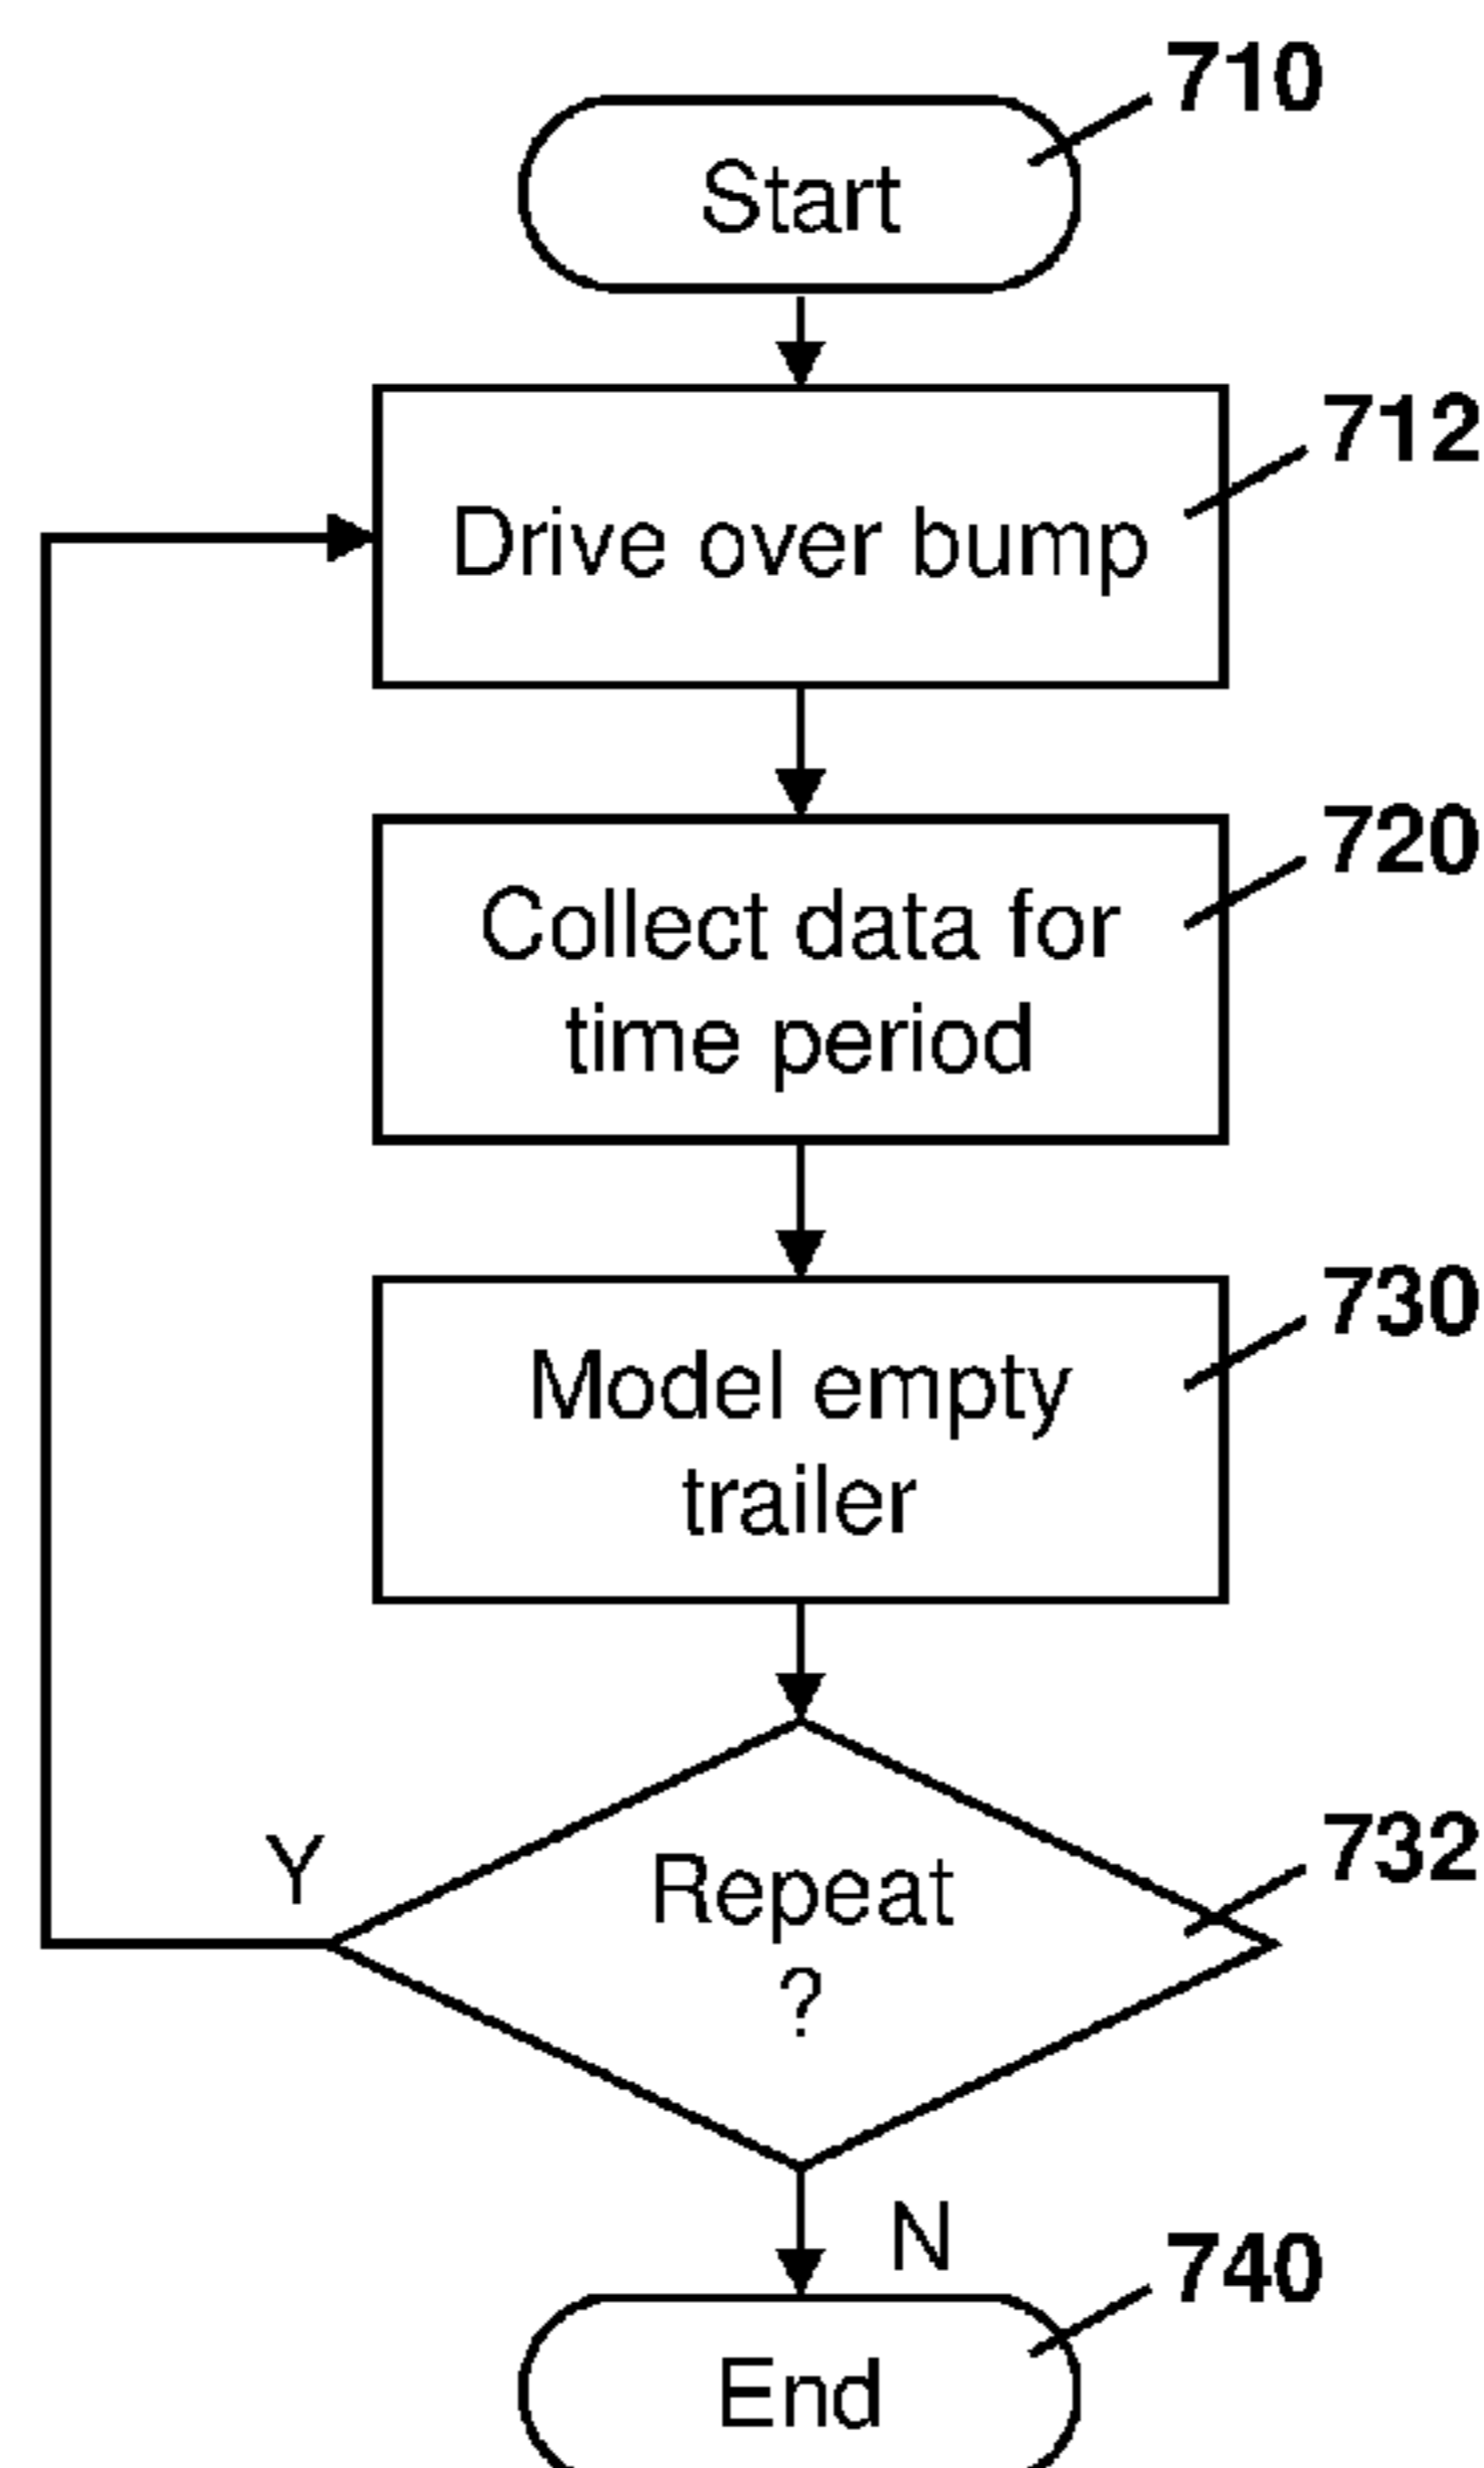 710
Start
712
Drive over bump
720
Collect data for
time period
730
Model empty
trailer
732
Y
Repeat
?
N
740
End